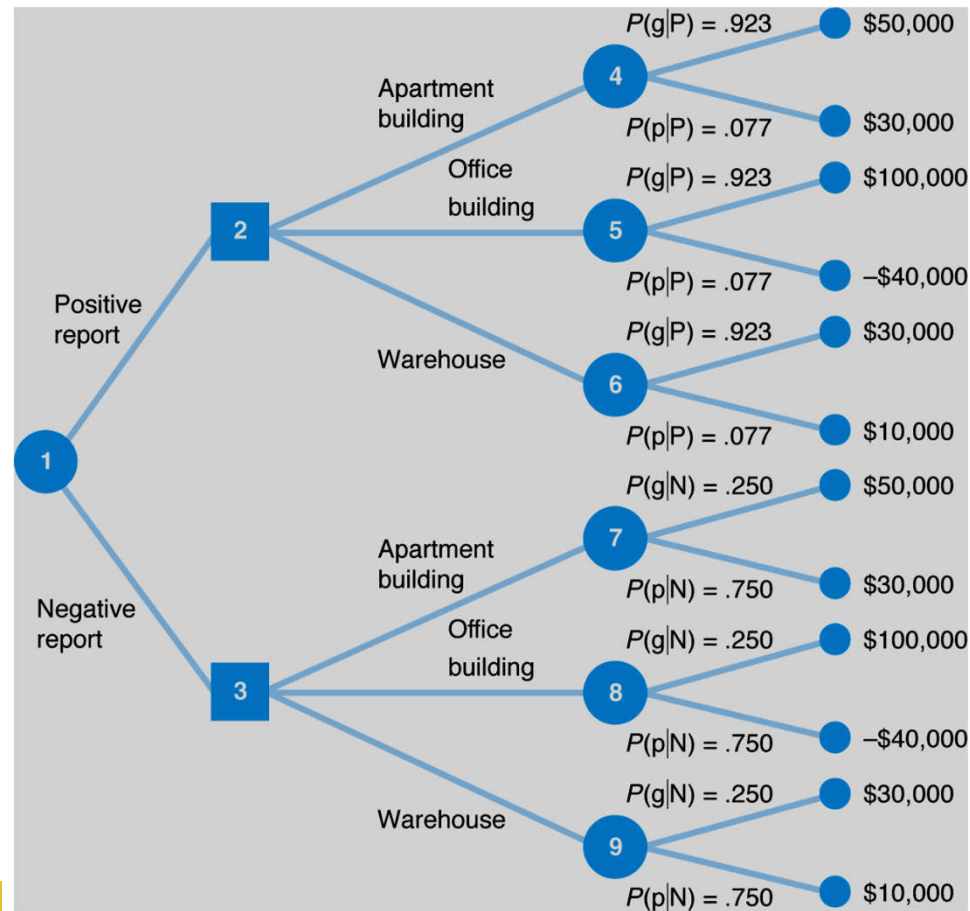 P(g|P) = .923
$50,000
4
Apartment
building
P(p|P) = .077
$30,000
Office
building
P(g|P) = .923
$100,000
2
5
P(p|P) = .077
–$40,000
Positive
report
P(g|P) = .923
$30,000
Warehouse
6
P(p|P) = .077
$10,000
1
P(g|N) = .250
$50,000
Apartment
building
7
P(p|N) = .750
$30,000
Negative
report
Office
building
P(g|N) = .250
$100,000
3
8
P(p|N) = .750
–$40,000
P(g|N) = .250
$30,000
Warehouse
9
P(p|N) = .750
$10,000